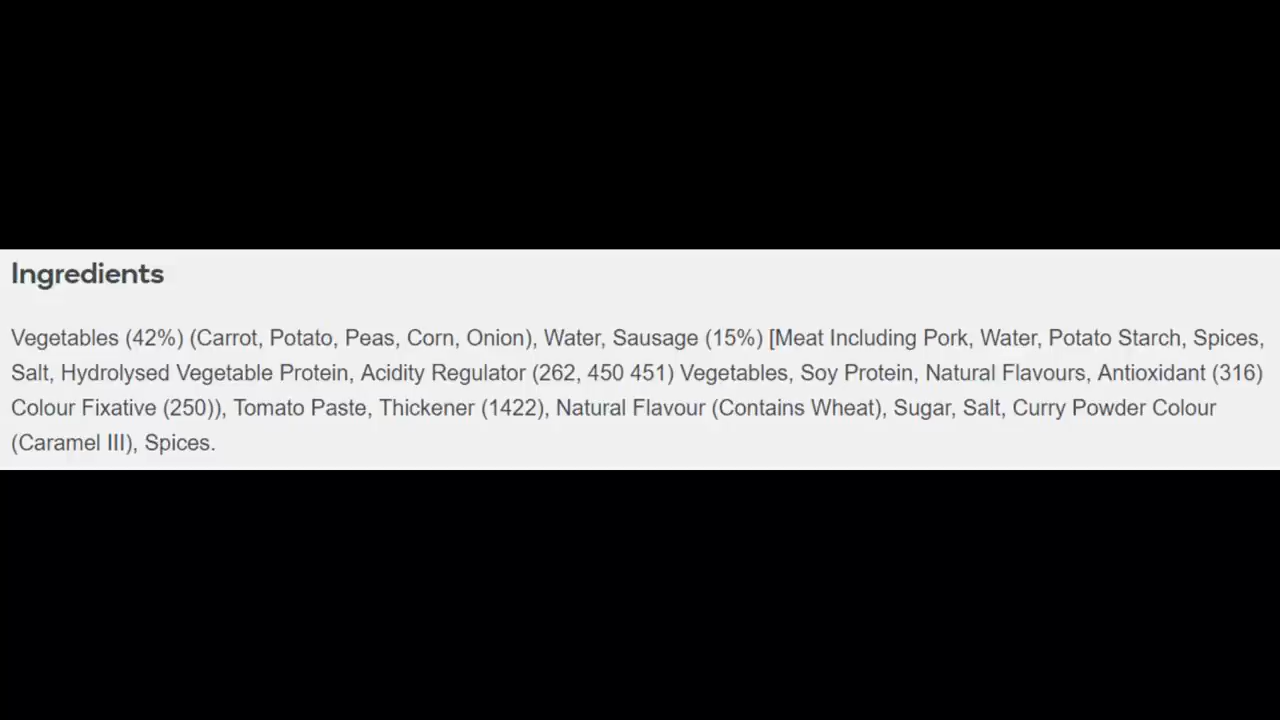 Ingredients
Vegetables (42%) (Carrot, Potato, Peas, Corn, Onion), Water, Sausage (15%) [Meat Including Pork, Water, Potato Starch, Spices,
Salt, Hydrolysed Vegetable Protein, Acidity Regulator (262, 450 451) Vegetables, Soy Protein, Natural Flavours, Antioxidant (316)
Colour Fixative (250)), Tomato Paste, Thickener (1422), Natural Flavour (Contains Wheat), Sugar, Salt, Curry Powder Colour
(Caramel III), Spices.